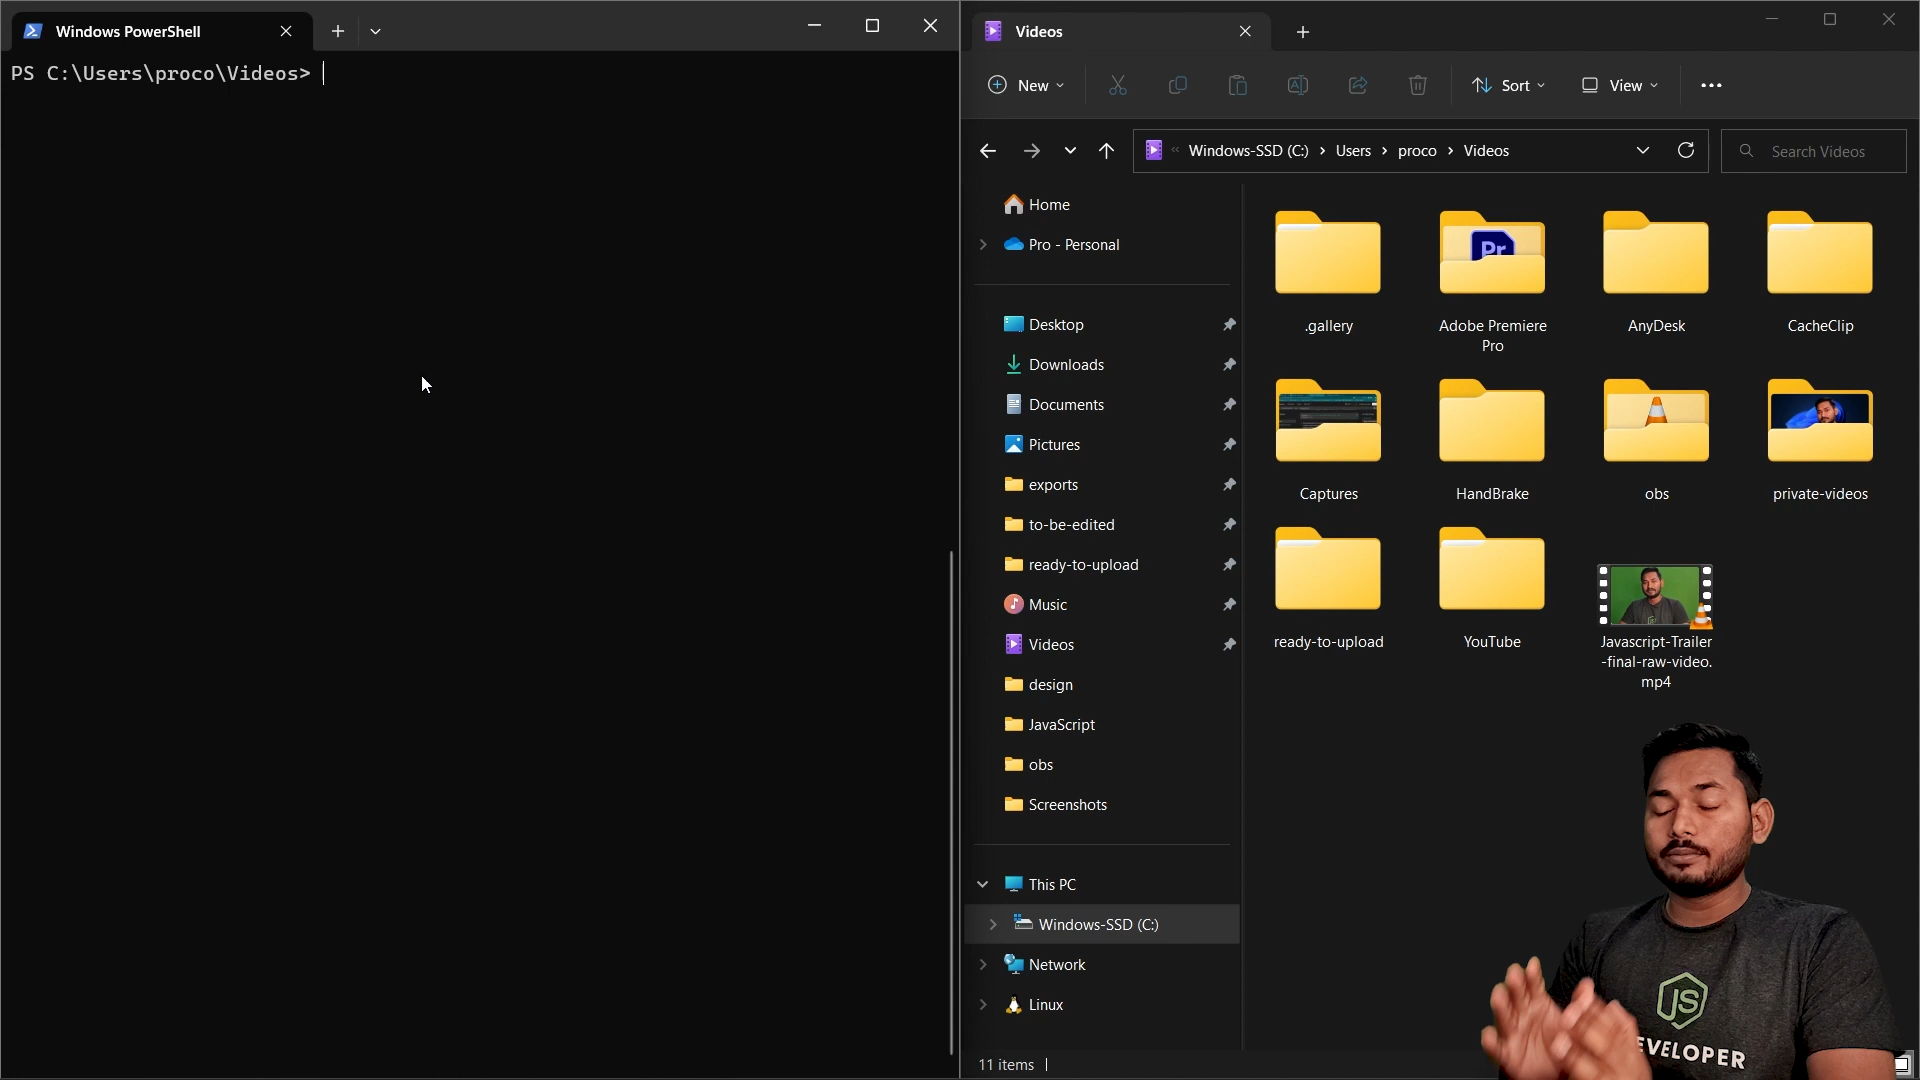 Windows PowerShell
PS C:\Users\proco\Videos>
Videos
New
Sort
View
Windows-SSD (C:) > Users > proco > Videos
Search Videos
Home
Pro - Personal
Desktop
Downloads
Documents
Pictures
exports
to-be-edited
ready-to-upload
Music
Videos
design
JavaScript
obs
Screenshots
This PC
Windows-SSD (C:)
Network
Linux
.gallery
Adobe Premiere
Pro
AnyDesk
CacheClip
Pr
Captures
HandBrake
obs
private-videos
ready-to-upload
YouTube
Javascript-Trailer
-final-raw-video.
mp4
11 items
JS
EVELOPER